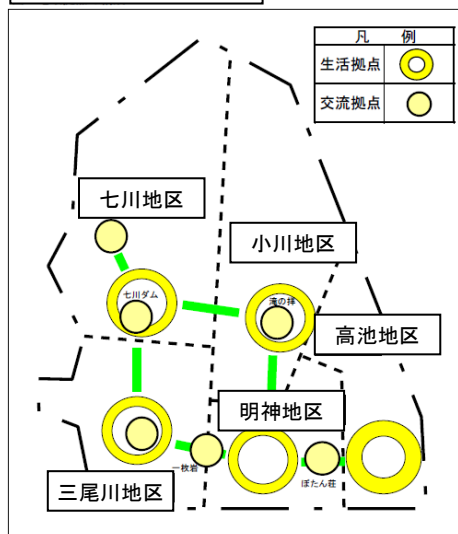 凡 例
生活拠点
交流拠点
七川地区
小川地区
七川ダム
滝の拝
高池地区
明神地区
一枚岩
ぼたん荘
三尾川地区